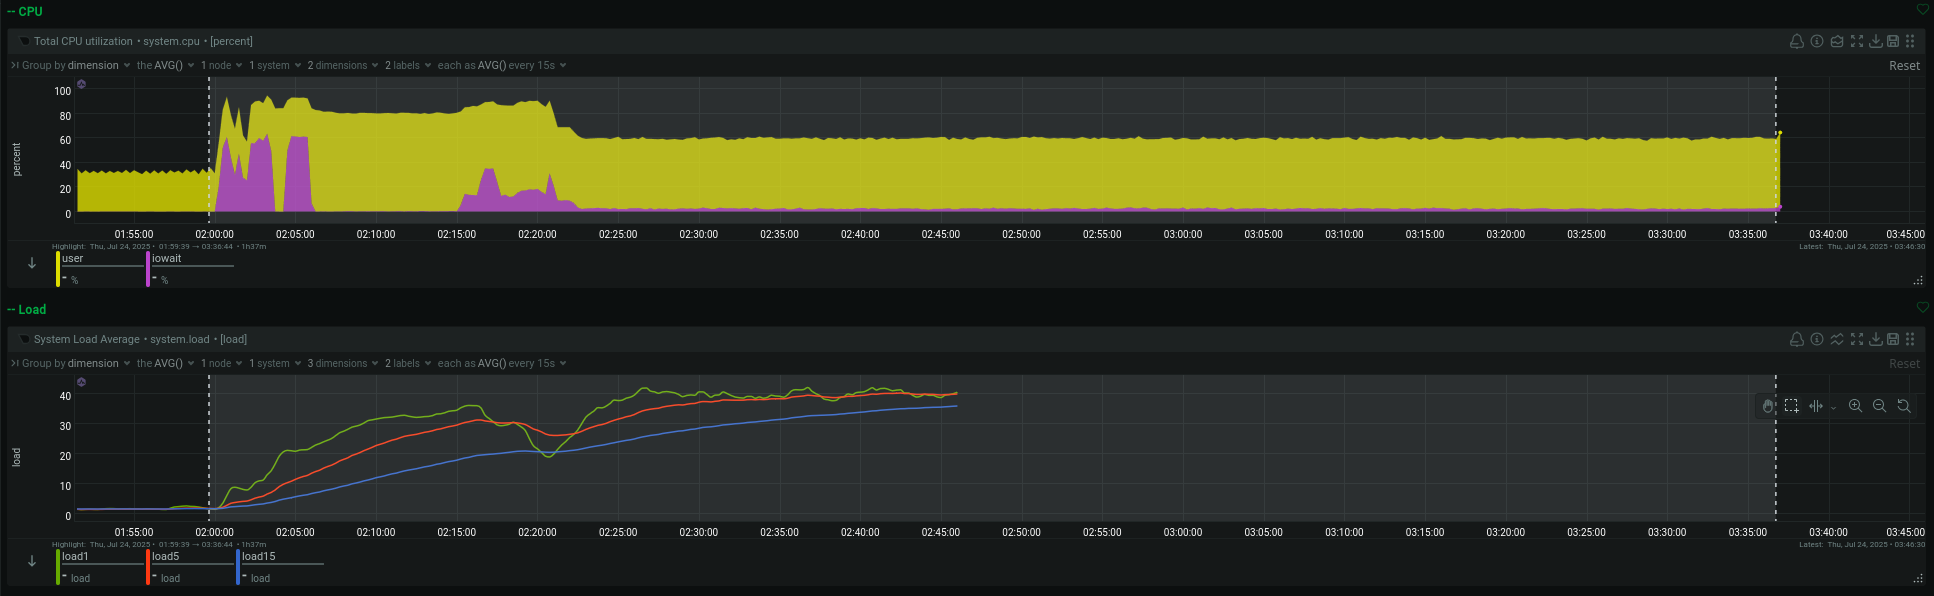 -- CPU
Total CPU utilization • system.cpu • [percent]
Group by dimension the AVG() 1 node 1 system 2 dimensions 2 labels each as AVG() every 15s Reset
percent
100
80
60
40
20
0
01:55:00 02:00:00 02:05:00 02:10:00 02:15:00 02:20:00 02:25:00 02:30:00 02:35:00 02:40:00 02:45:00 02:50:00 02:55:00 03:00:00 03:05:00 03:10:00 03:15:00 03:20:00 03:25:00 03:30:00 03:35:00 03:40:00 03:45:00
Highlight: Thu, Jul 24, 2025 • 01:59:39 → 03:36:44 • 1h37m Latest: Thu, Jul 24, 2025 • 03:46:30
user iowait
- % - %
-- Load
System Load Average • system.load • [load]
Group by dimension the AVG() 1 node 1 system 3 dimensions 2 labels each as AVG() every 15s Reset
load
40
30
20
10
0
01:55:00 02:00:00 02:05:00 02:10:00 02:15:00 02:20:00 02:25:00 02:30:00 02:35:00 02:40:00 02:45:00 02:50:00 02:55:00 03:00:00 03:05:00 03:10:00 03:15:00 03:20:00 03:25:00 03:30:00 03:35:00 03:40:00 03:45:00
Highlight: Thu, Jul 24, 2025 • 01:59:39 → 03:36:44 • 1h37m Latest: Thu, Jul 24, 2025 • 03:46:30
load1 load5 load15
- load - load - load